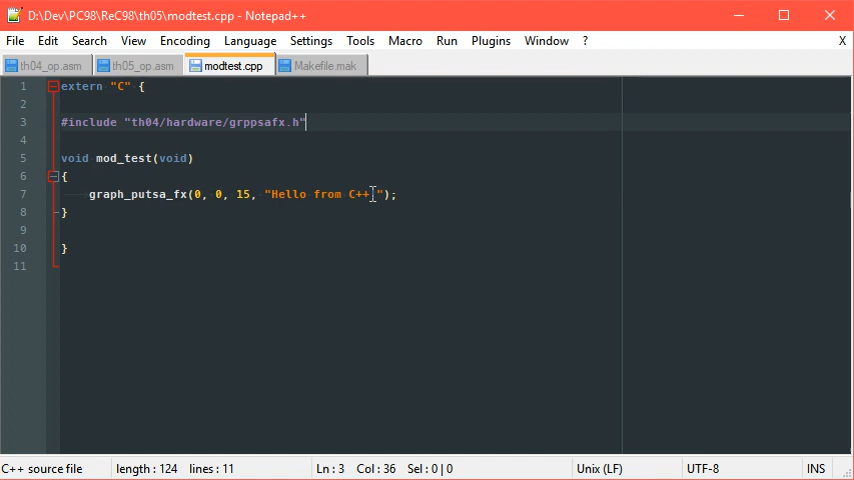 D:\Dev\PC98\ReC98\th05\modtest.cpp - Notepad++
File Edit Search View Encoding Language Settings Tools Macro Run Plugins Window ? X
th04_op.asm th05_op.asm modtest.cpp Makefile.mak
1 extern "C" {
2
3 #include "th04/hardware/grppsafx.h"
4
5 void mod_test(void)
6 {
7 graph_putsa_fx(0, 0, 15, "Hello from C++ ");
8 }
9
10 }
11
C++ source file length : 124 lines : 11 Ln : 3 Col : 36 Sel : 0 | 0 Unix (LF) UTF-8 INS